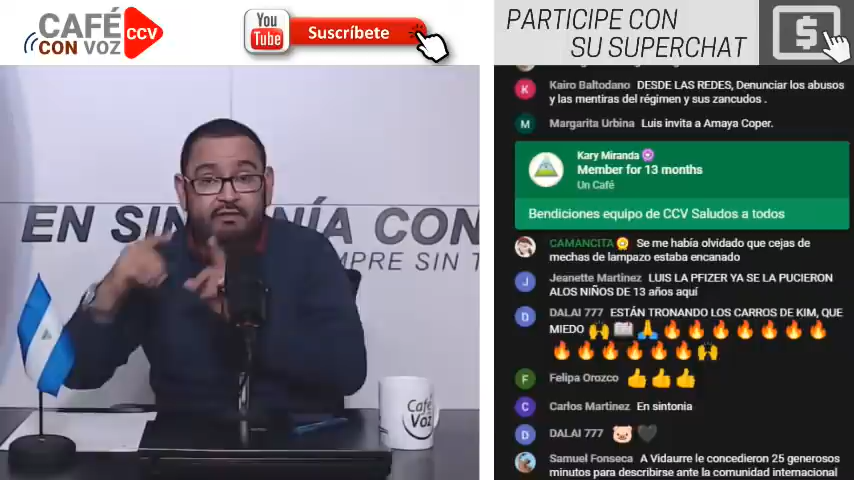 CAFÉ
CON VOZ
CCV
You
Tube
Suscríbete
PARTICIPE CON
SU SUPERCHAT
$
EN SIN
NÍA CON
MPRE SIN T
Café
Voz
K
Kairo Baltodano DESDE LAS REDES, Denunciar los abusos
y las mentiras del régimen y sus zancudos .
M
Margarita Urbina Luis invita a Amaya Coper.
Kary Miranda
Member for 13 months
Un Café
Bendiciones equipo de CCV Saludos a todos
CAMANCITA Se me había olvidado que cejas de
mechas de lampazo estaba encanado
J
Jeanette Martinez LUIS LA PFIZER YA SE LA PUCIERON
ALOS NIÑOS DE 13 años aquí
D
DALAI 777 ESTÁN TRONANDO LOS CARROS DE KIM, QUE
MIEDO 🙌 📖 🙏 🔥 🔥 🔥 🔥 🔥 🔥 🔥
🔥 🔥 🔥 🔥 🔥 🔥 🙌
F
Felipa Orozco 👍 👍 👍
C
Carlos Martinez En sintonia
D
DALAI 777 🐷 🖤
Samuel Fonseca A Vidaurre le concedieron 25 generosos
minutos para describirse ante la comunidad internacional